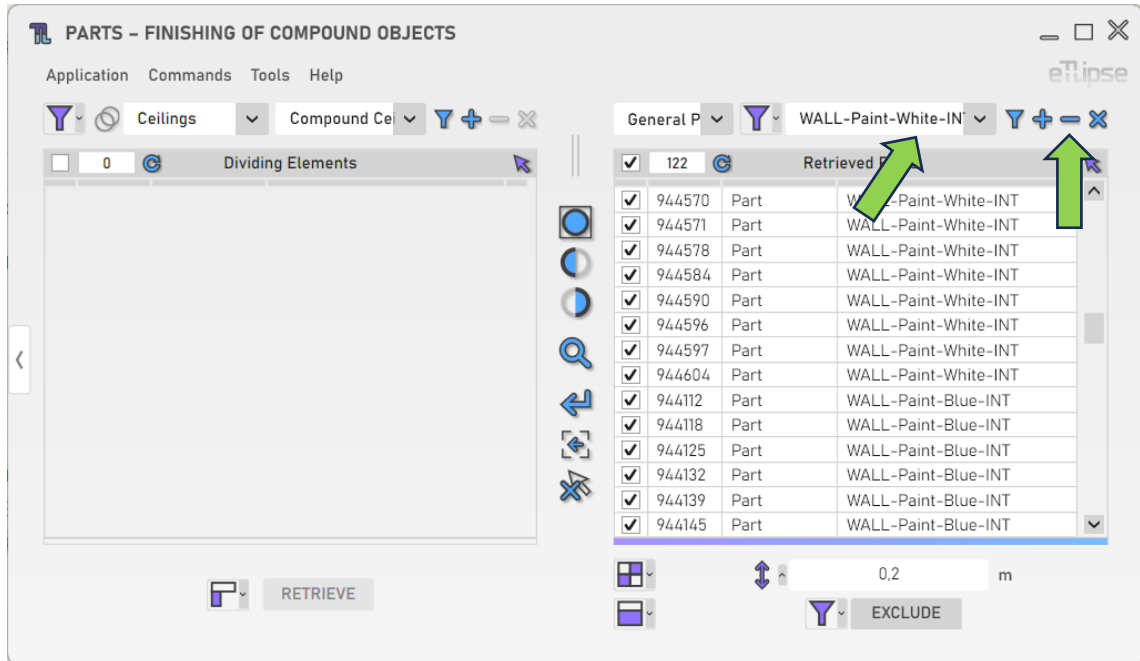 PARTS – FINISHING OF COMPOUND OBJECTS
Application Commands Tools Help
eTLipse
Ceilings
Compound Cei
General P
WALL-Paint-White-IN
0
Dividing Elements
122
Retrieved
944570 Part WALL-Paint-White-INT
944571 Part WALL-Paint-White-INT
944578 Part WALL-Paint-White-INT
944584 Part WALL-Paint-White-INT
944590 Part WALL-Paint-White-INT
944596 Part WALL-Paint-White-INT
944597 Part WALL-Paint-White-INT
944604 Part WALL-Paint-White-INT
944112 Part WALL-Paint-Blue-INT
944118 Part WALL-Paint-Blue-INT
944125 Part WALL-Paint-Blue-INT
944132 Part WALL-Paint-Blue-INT
944139 Part WALL-Paint-Blue-INT
944145 Part WALL-Paint-Blue-INT
RETRIEVE
0,2 m
EXCLUDE